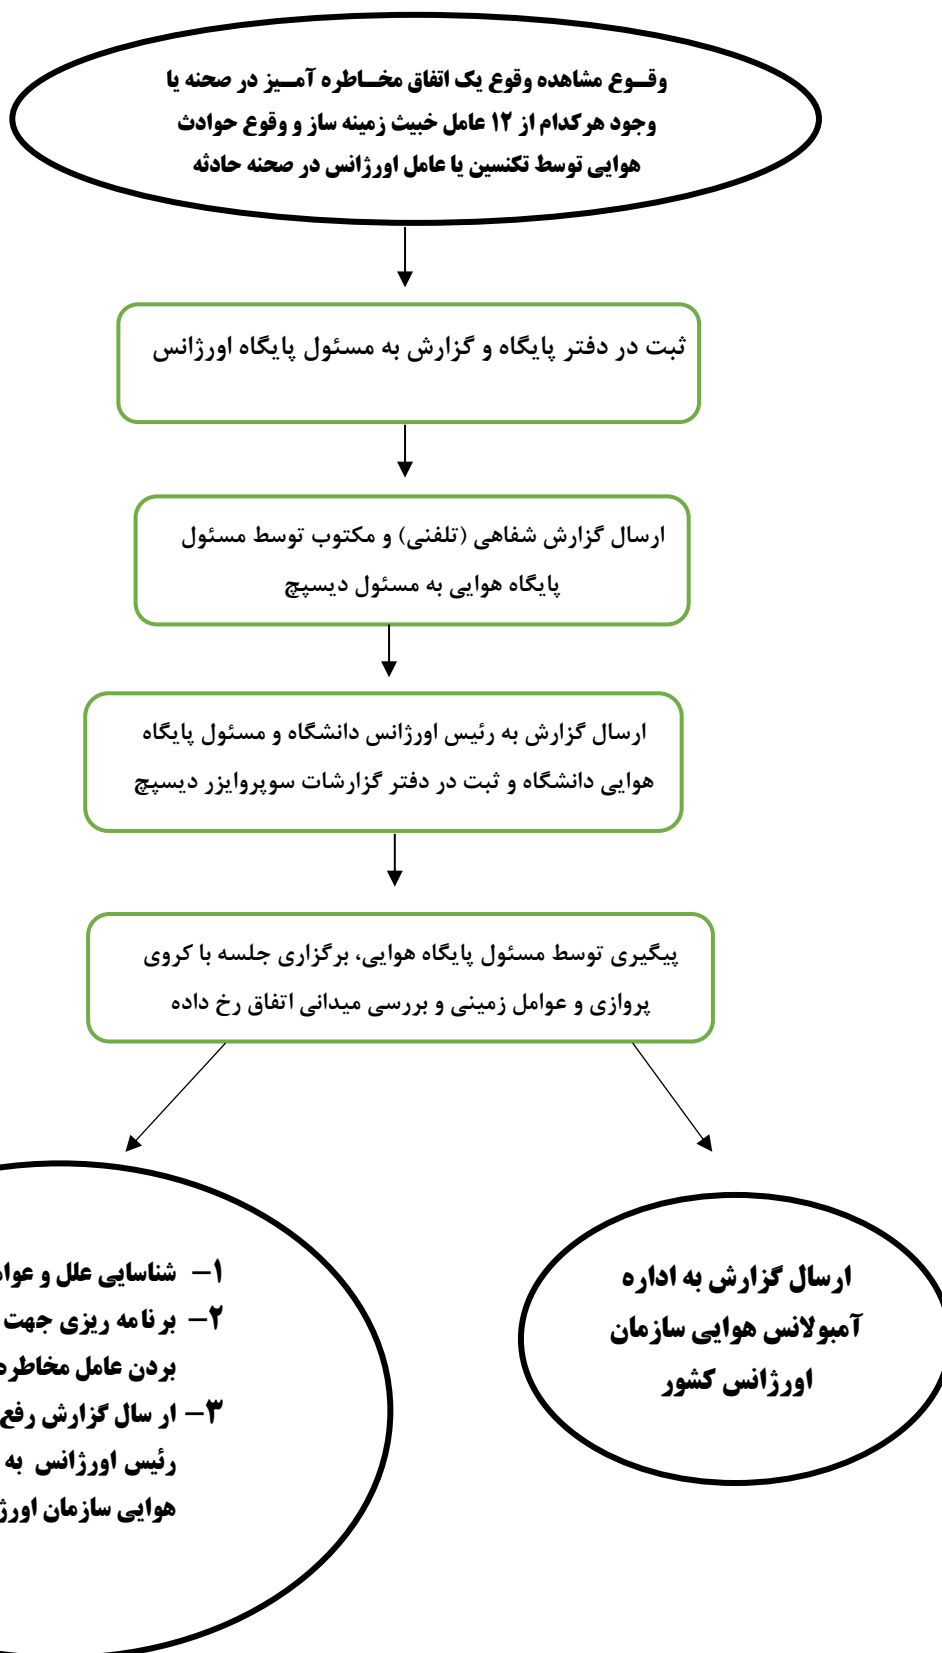 وقــوع مشاهده وقوع یک اتفاق مخــاطره آمــیز در صحنه یا
وجود هرکدام از ۱۲ عامل خبیث زمینه ساز و وقوع حوادث
هوایی توسط تکنسین یا عامل اورژانس در صحنه حادثه
ثبت در دفتر پایگاه و گزارش به مسئول پایگاه اورژانس
ارسال گزارش شفاهی (تلفنی) و مکتوب توسط مسئول
پایگاه هوایی به مسئول دیسپچ
ارسال گزارش به رئیس اورژانس دانشگاه و مسئول پایگاه
هوایی دانشگاه و ثبت در دفتر گزارشات سوپروایزر دیسپچ
پیگیری توسط مسئول پایگاه هوایی، برگزاری جلسه با کروی
پروازی و عوامل زمینی و بررسی میدانی اتفاق رخ داده
ارسال گزارش به اداره
آمبولانس هوایی سازمان
اورژانس کشور
۱– شناسایی علل و
۲– برنامه ریزی جهت
بردن عامل مخاطره
۳– ار سال گزارش رفع
رئیس اورژانس به
هوایی سازمان